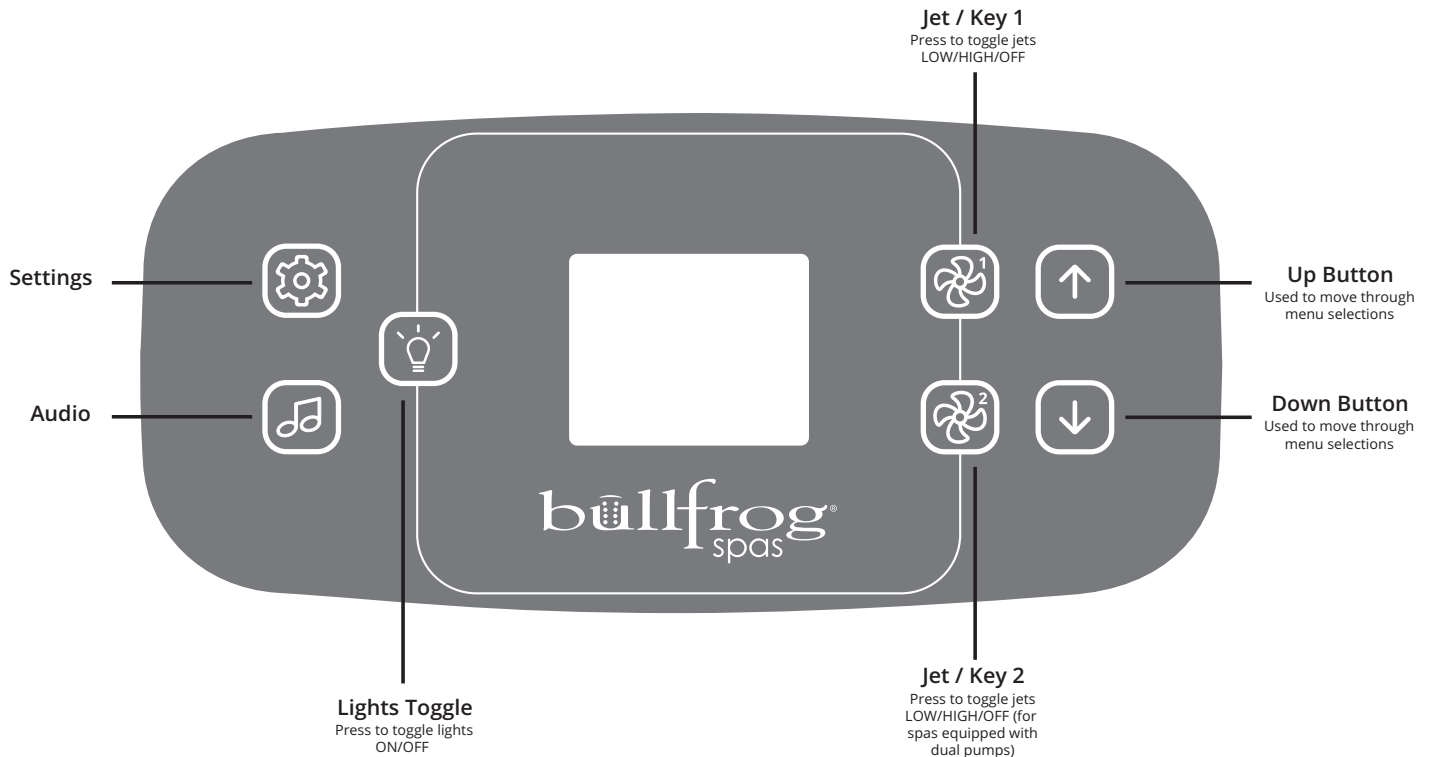 Jet / Key 1
Press to toggle jets
LOW/HIGH/OFF
Settings
1
Up Button
Used to move through
menu selections
Audio
2
Down Button
Used to move through
menu selections
bullfrog®
spas
Lights Toggle
Press to toggle lights
ON/OFF
Jet / Key 2
Press to toggle jets
LOW/HIGH/OFF (for
spas equipped with
dual pumps)